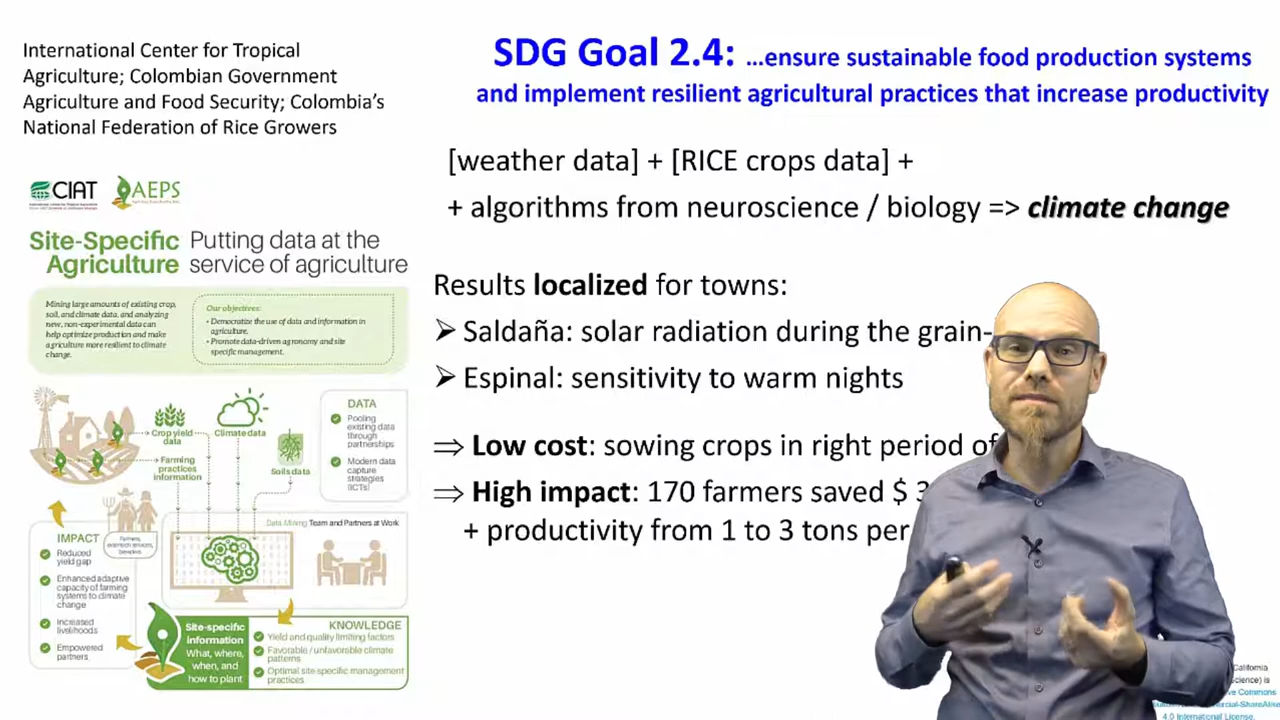 International Center for Tropical
Agriculture; Colombian Government
Agriculture and Food Security; Colombia's
National Federation of Rice Growers
SDG Goal 2.4: ...ensure sustainable food production systems
and implement resilient agricultural practices that increase productivity
[weather data] + [RICE crops data] +
+ algorithms from neuroscience / biology => climate change
Results localized for towns:
➢ Saldaña: solar radiation during the grain-
➢ Espinal: sensitivity to warm nights
⇒ Low cost: sowing crops in right period of
⇒ High impact: 170 farmers saved $ 3
+ productivity from 1 to 3 tons per
CIAT
AEPS
Site-Specific Agriculture
Putting data at the
service of agriculture
Mining large amounts of existing crop,
soil, and climate data, and analyzing
new, non-experimental data can
help optimize production and make
agriculture more resilient to climate
change.
Our objectives:
• Democratize the use of data and information in
agriculture.
• Promote data-driven agronomy and site
specific management.
Crop yield
data
Climate data
Farming
practices
information
Soils data
DATA
Pooling
existing data
through
partnerships
Modern data
capture
strategies
(ICTs)
Data Mining Team and Partners at Work
IMPACT
Reduced
yield gap
Enhanced adaptive
capacity of farming
systems to climate
change
Increased
livelihoods
Empowered
partners
Site-specific
information
What, where,
when, and
how to plant
KNOWLEDGE
Yield and quality limiting factors
Favorable / unfavorable climate
patterns
Optimal site-specific management
practices
California
Science) is
ve Commons
4.0 International License.